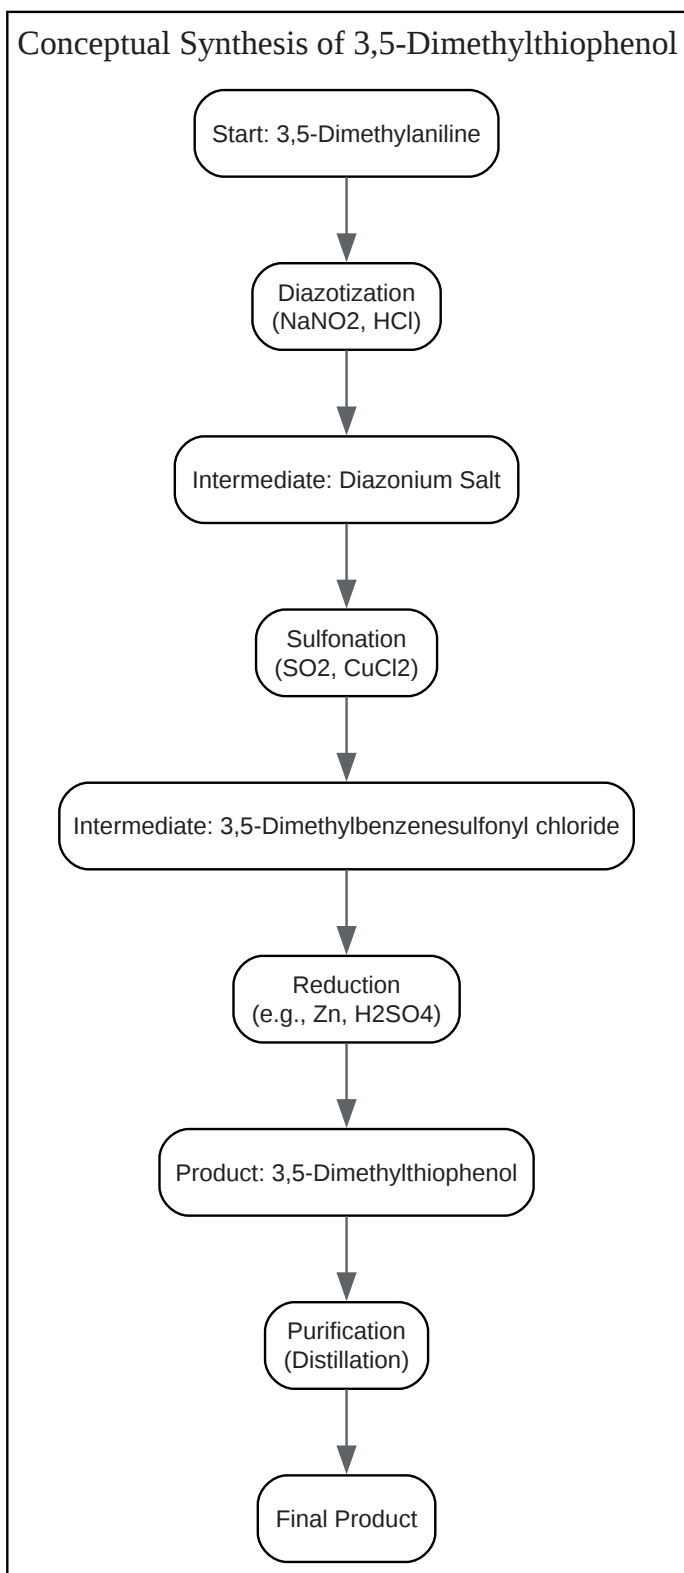 Conceptual Synthesis of 3,5-Dimethylthiophenol
Start: 3,5-Dimethylaniline
Diazotization
(NaNO2, HCl)
Intermediate: Diazonium Salt
Sulfonation
(SO2, CuCl2)
Intermediate: 3,5-Dimethylbenzenesulfonyl chloride
Reduction
(e.g., Zn, H2SO4)
Product: 3,5-Dimethylthiophenol
Purification
(Distillation)
Final Product